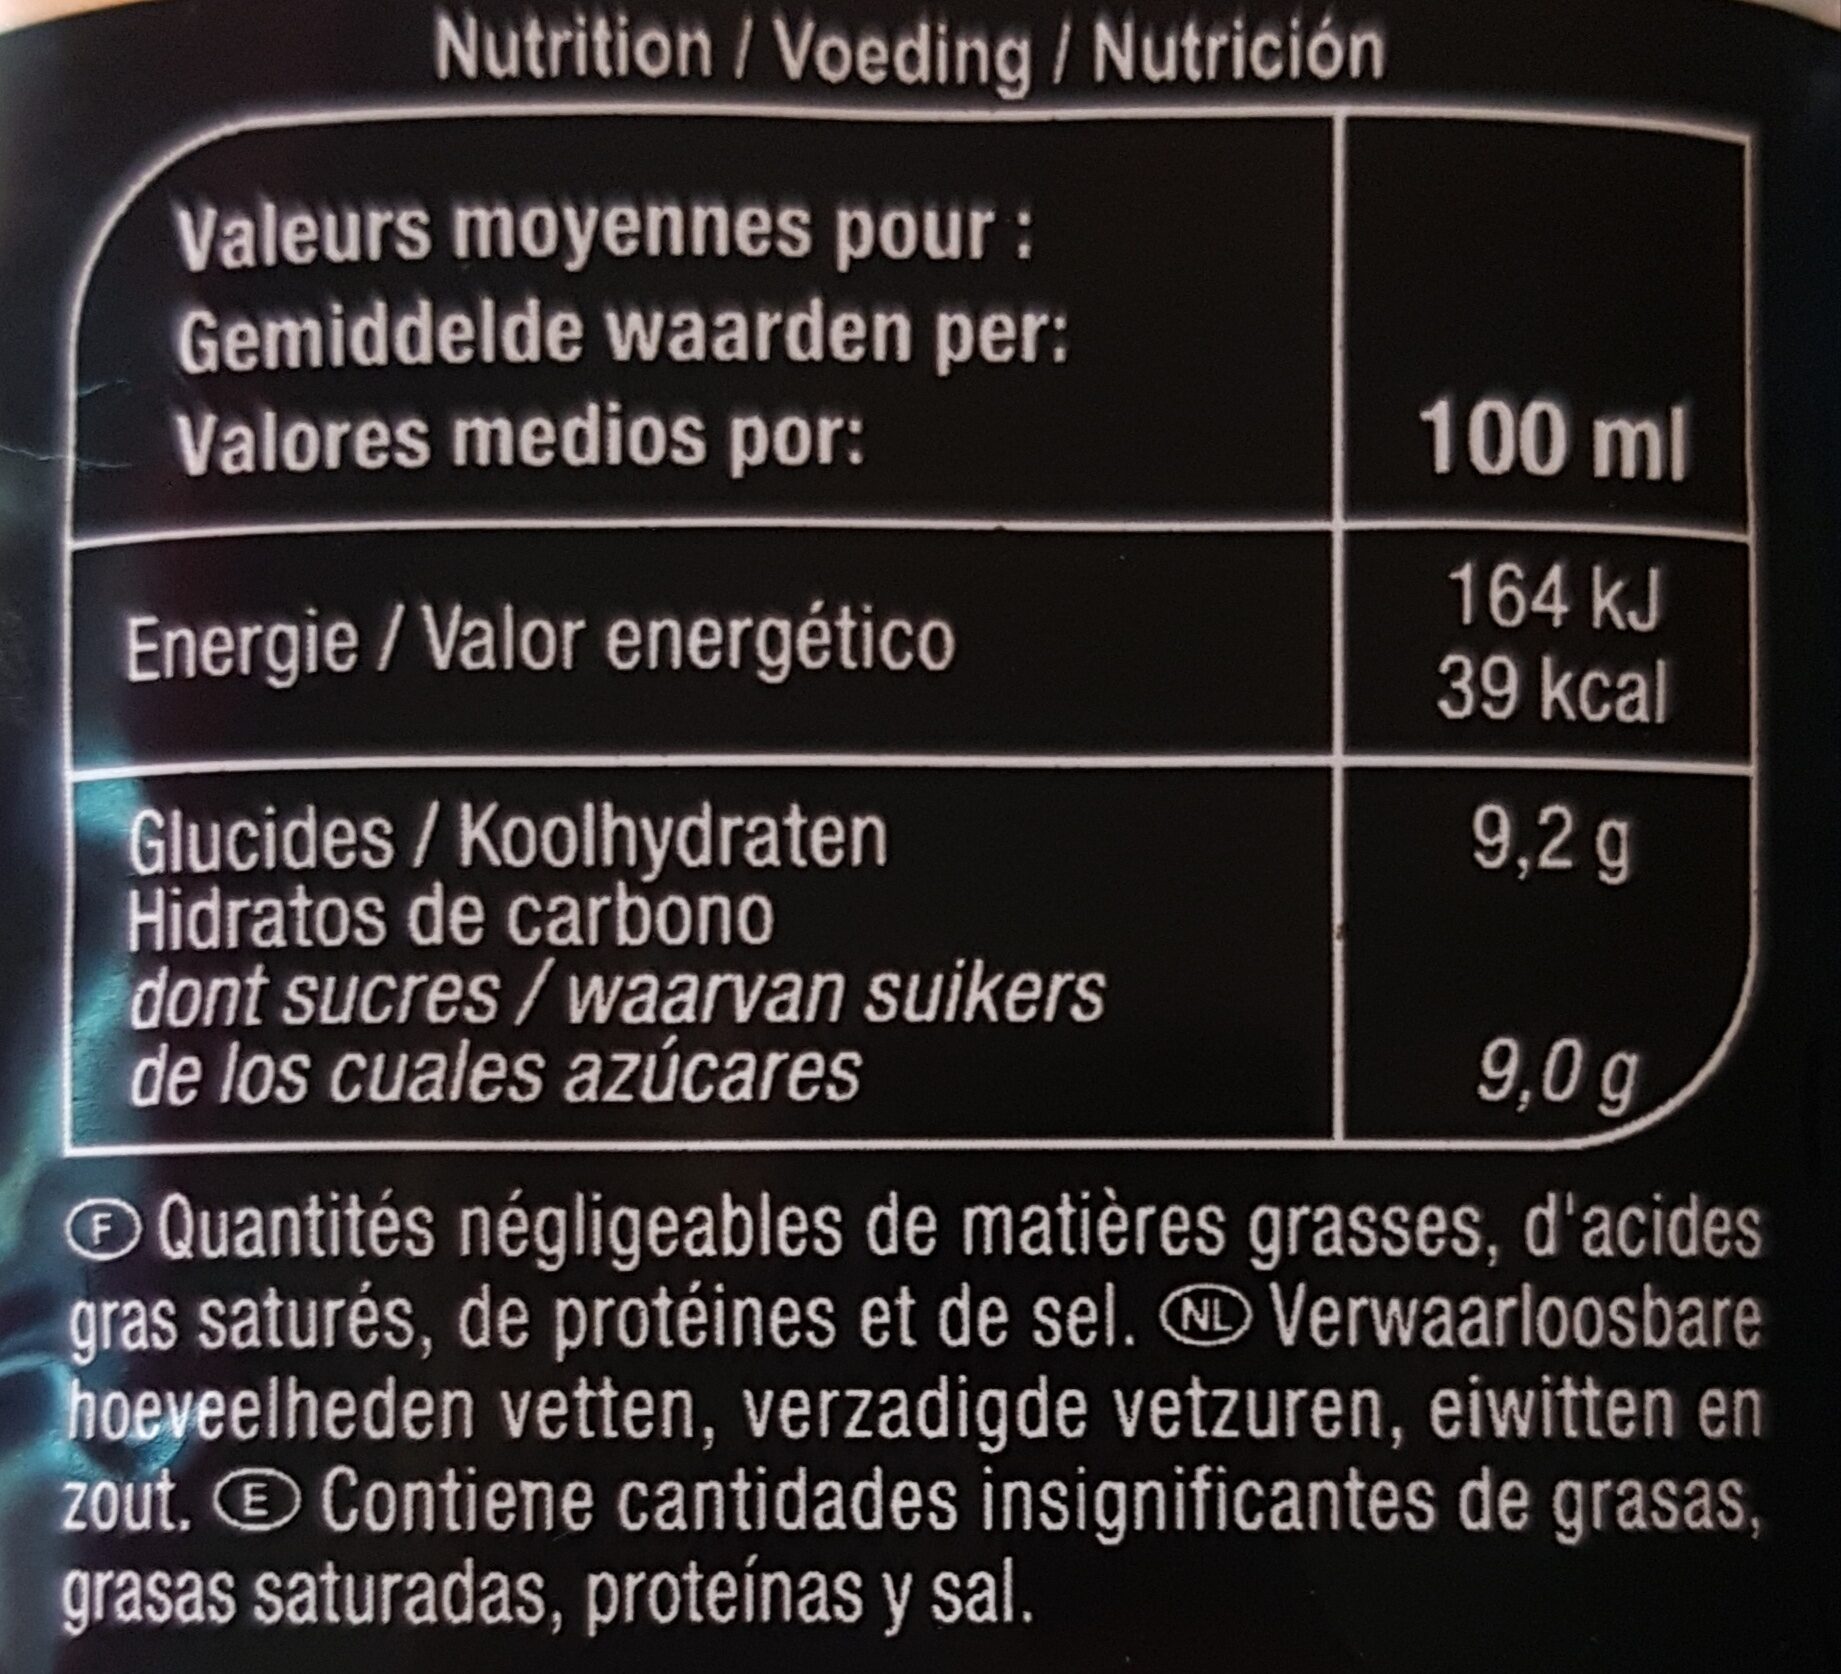 Nutrition / Voeding / Nutrición
Valeurs moyennes pour :
Gemiddelde waarden per:
Valores medios por:
100 ml
Energie / Valor energético
164 kJ
39 kcal
Glucides / Koolhydraten
9,2 g
Hidratos de carbono
dont sucres / waarvan suikers
de los cuales azúcares
9,0 g
F Quantités négligeables de matières grasses, d'acides
gras saturés, de protéines et de sel. NL Verwaarloosbare
hoeveelheden vetten, verzadigde vetzuren, eiwitten en
zout. E Contiene cantidades insignificantes de grasas,
grasas saturadas, proteínas y sal.